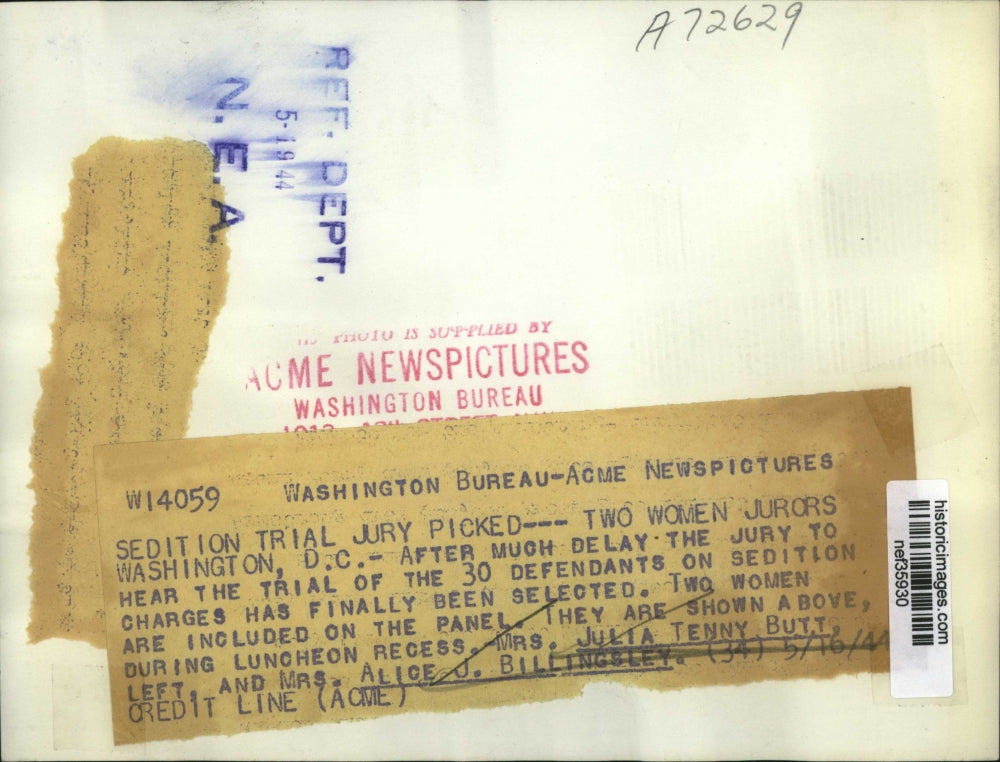 A72629
REF. DEPT.
5-19 44
N. E. A.
PHOTO IS SUPPLIED BY
ACME NEWSPICTURES
WASHINGTON BUREAU
W14059 WASHINGTON BUREAU-ACME NEWSPICTURES
SEDITION TRIAL JURY PICKED--- TWO WOMEN JURORS
WASHINGTON, D.C.- AFTER MUCH DELAY THE JURY TO
HEAR THE TRIAL OF THE 30 DEFENDANTS ON SEDITION
CHARGES HAS FINALLY BEEN SELECTED. TWO WOMEN
ARE INCLUDED ON THE PANEL. THEY ARE SHOWN ABOVE,
DURING LUNCHEON RECESS. MRS. JULIA TENNY BUTT,
LEFT, AND MRS. ALICE J. BILLINGSLEY. (34) 5/16/44
CREDIT LINE (ACME)
historicimages.com
nef35930